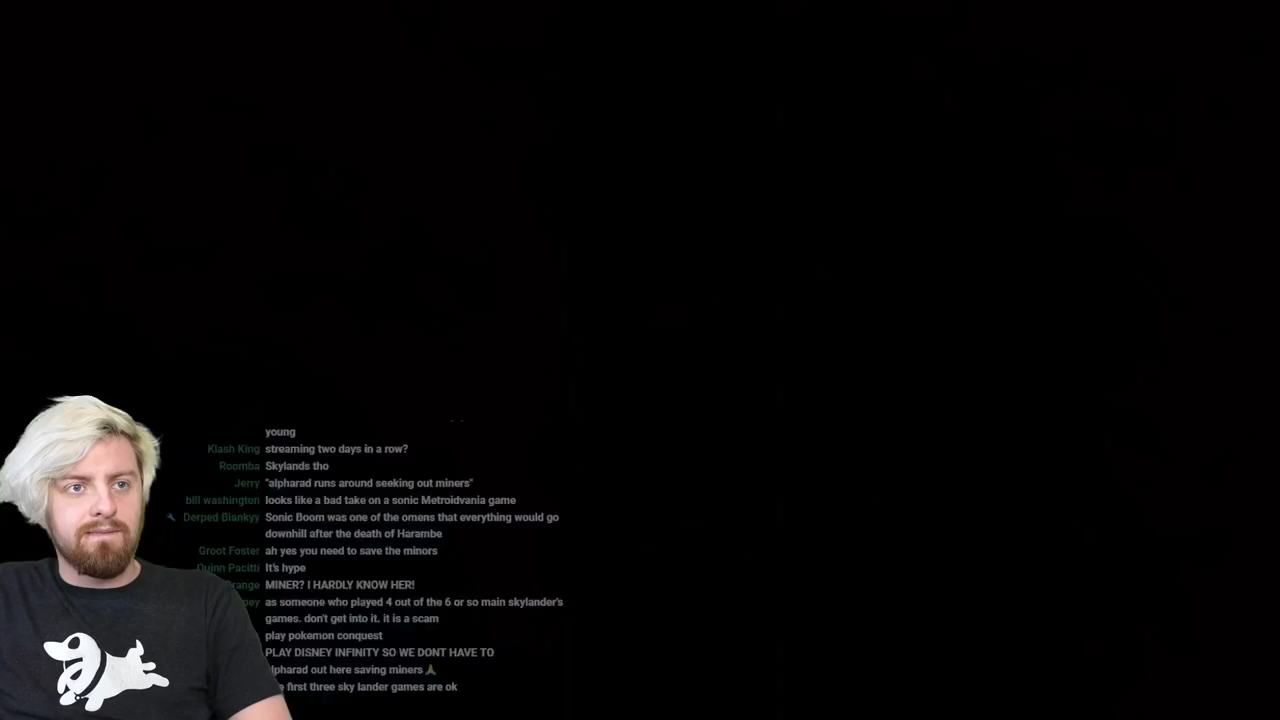 young
Klash King streaming two days in a row?
Roomba Skylands tho
Jerry "alpharad runs around seeking out miners"
bill washington looks like a bad take on a sonic Metroidvania game
Derped Blankyy Sonic Boom was one of the omens that everything would go
downhill after the death of Harambe
Groot Foster ah yes you need to save the minors
Quinn Pacitti It's hype
range MINER? I HARDLY KNOW HER!
as someone who played 4 out of the 6 or so main skylander's
games. don't get into it. it is a scam
play pokemon conquest
PLAY DISNEY INFINITY SO WE DONT HAVE TO
alpharad out here saving miners 🙏
first three sky lander games are ok